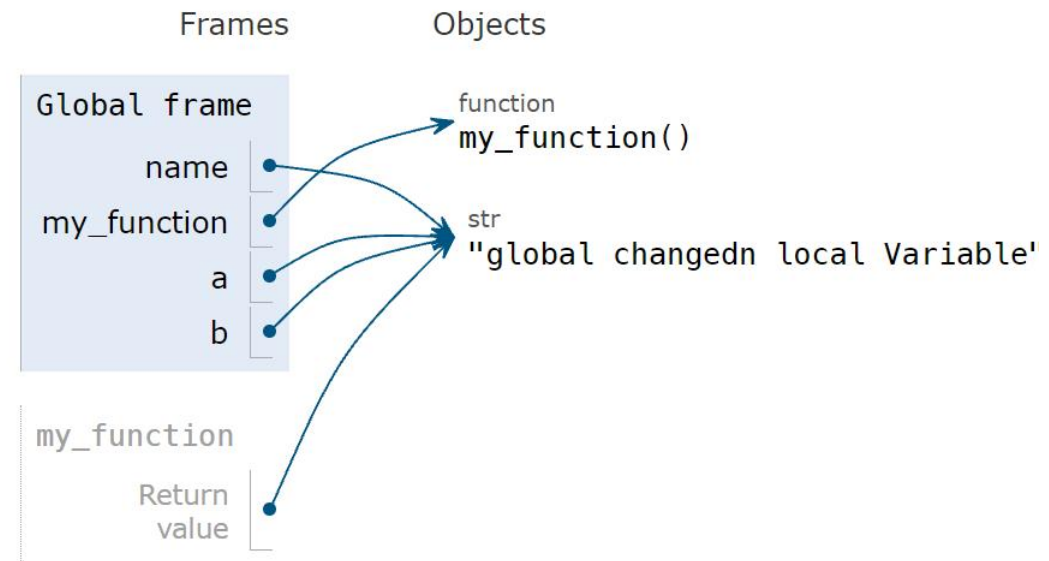 Frames Objects
Global frame
function
my_function()
name
my_function
str
"global changedn local Variable"
a
b
my_function
Return
value